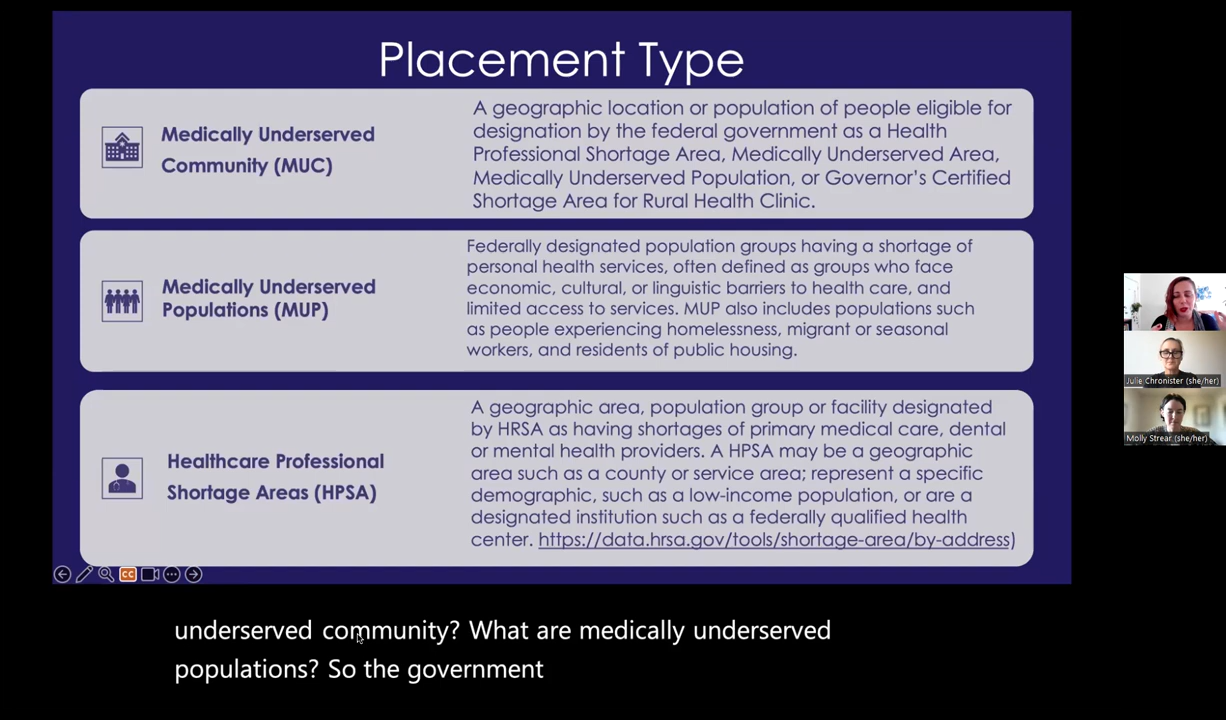 Placement Type
Medically Underserved
Community (MUC)
A geographic location or population of people eligible for
designation by the federal government as a Health
Professional Shortage Area, Medically Underserved Area,
Medically Underserved Population, or Governor's Certified
Shortage Area for Rural Health Clinic.
Medically Underserved
Populations (MUP)
Federally designated population groups having a shortage of
personal health services, often defined as groups who face
economic, cultural, or linguistic barriers to health care, and
limited access to services. MUP also includes populations such
as people experiencing homelessness, migrant or seasonal
workers, and residents of public housing.
Healthcare Professional
Shortage Areas (HPSA)
A geographic area, population group or facility designated
by HRSA as having shortages of primary medical care, dental
or mental health providers. A HPSA may be a geographic
area such as a county or service area; represent a specific
demographic, such as a low-income population, or are a
designated institution such as a federally qualified health
center. https://data.hrsa.gov/tools/shortage-area/by-address)
CC
Julie Chronister (she/her)
Molly Strear (she/her)
underserved community? What are medically underserved
populations? So the government